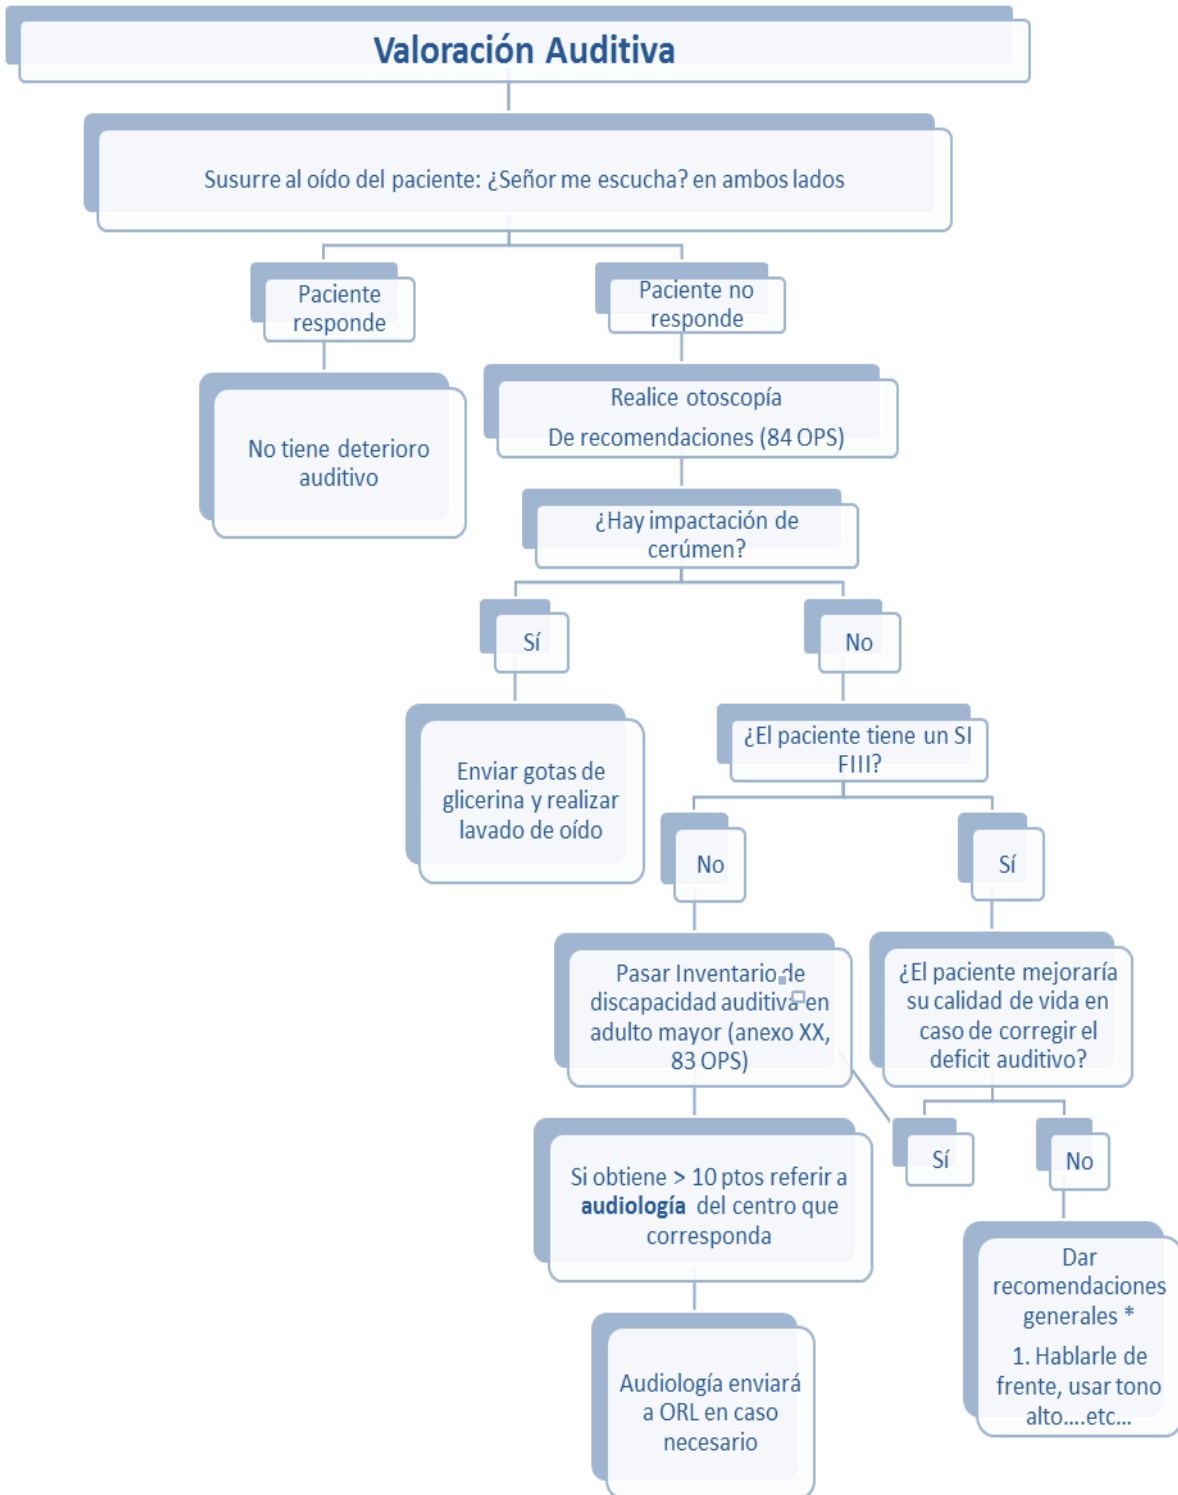 Valoración Auditiva
Susurre al oído del paciente: ¿Señor me escucha? en ambos lados
Paciente
responde
Paciente no
responde
No tiene deterioro
auditivo
Realice otoscopía
De recomendaciones (84 OPS)
¿Hay impactación de
cerúmen?
Sí
No
Enviar gotas de
glicerina y realizar
lavado de oído
¿El paciente tiene un SI
FIII?
No
Sí
Pasar Inventario de
discapacidad auditiva en
adulto mayor (anexo XX,
83 OPS)
¿El paciente mejoraría
su calidad de vida en
caso de corregir el
deficit auditivo?
Si obtiene > 10 ptos referir a
audiología del centro que
corresponda
Sí
No
Audiología enviará
a ORL en caso
necesario
Dar
recomendaciones
generales *
1. Hablarle de
frente, usar tono
alto....etc...